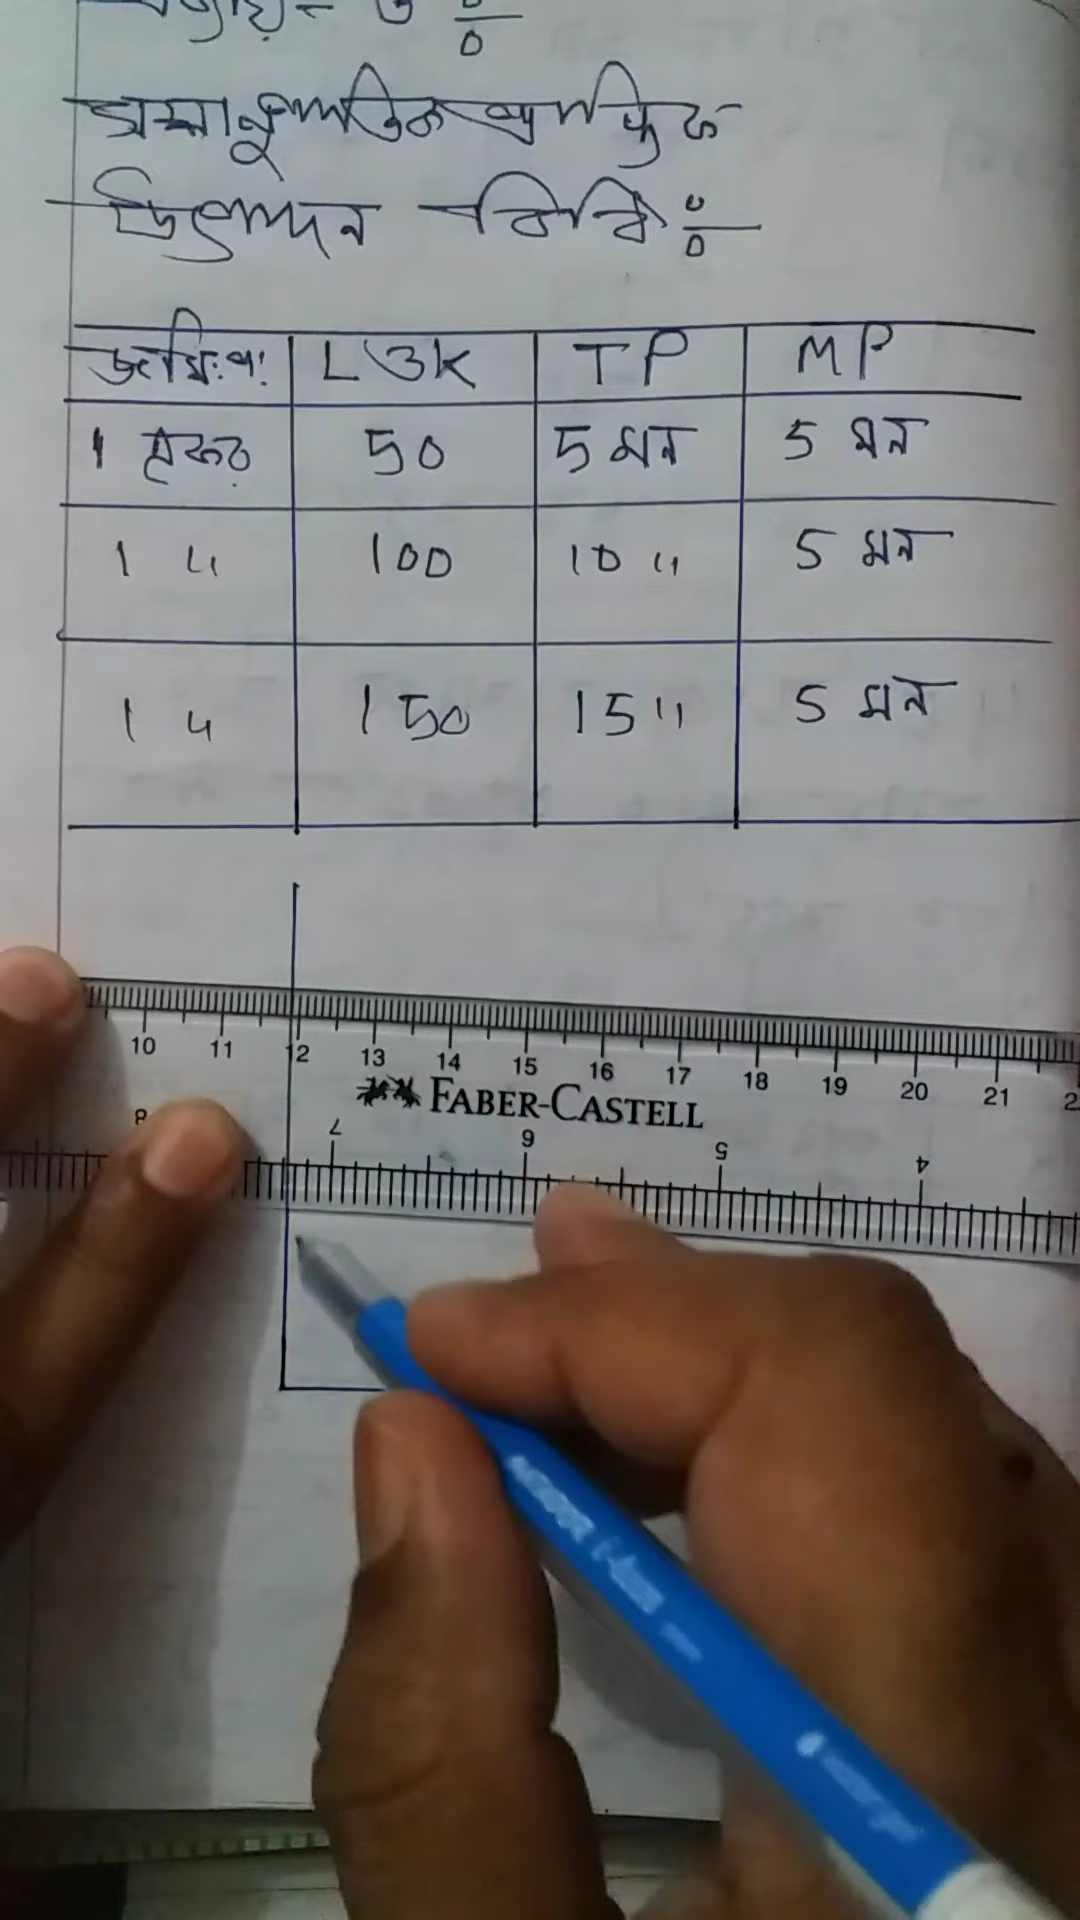 সমানুপাতিক প্রান্তিক
উৎপাদন বিধিঃ
জমি:প: L ও K TP MP
1 একর 50 5 মন 5 মন
1 " 100 10 " 5 মন
1 " 150 15 " 5 মন
10 11 12 13 14 15 16 17 18 19 20 21
FABER-CASTELL
8 7 6 5 4